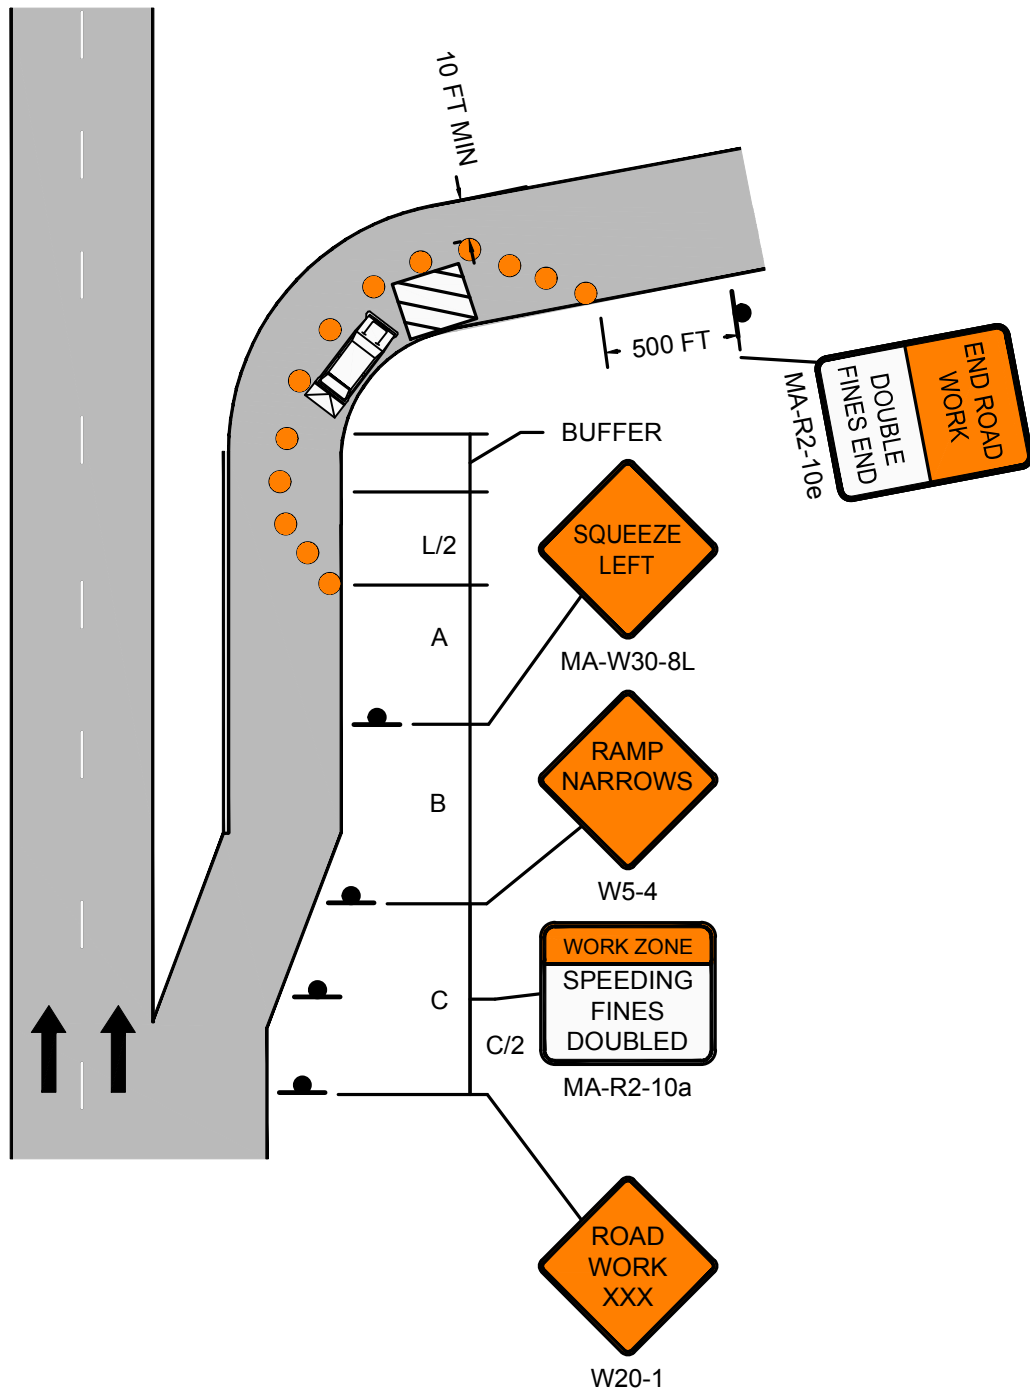 10 FT MIN
500 FT
END ROAD
WORK
DOUBLE
FINES END
MA-R2-10e
BUFFER
L/2
SQUEEZE
LEFT
A
MA-W30-8L
RAMP
NARROWS
B
W5-4
WORK ZONE
SPEEDING
FINES
DOUBLED
C
C/2
MA-R2-10a
ROAD
WORK
XXX
W20-1